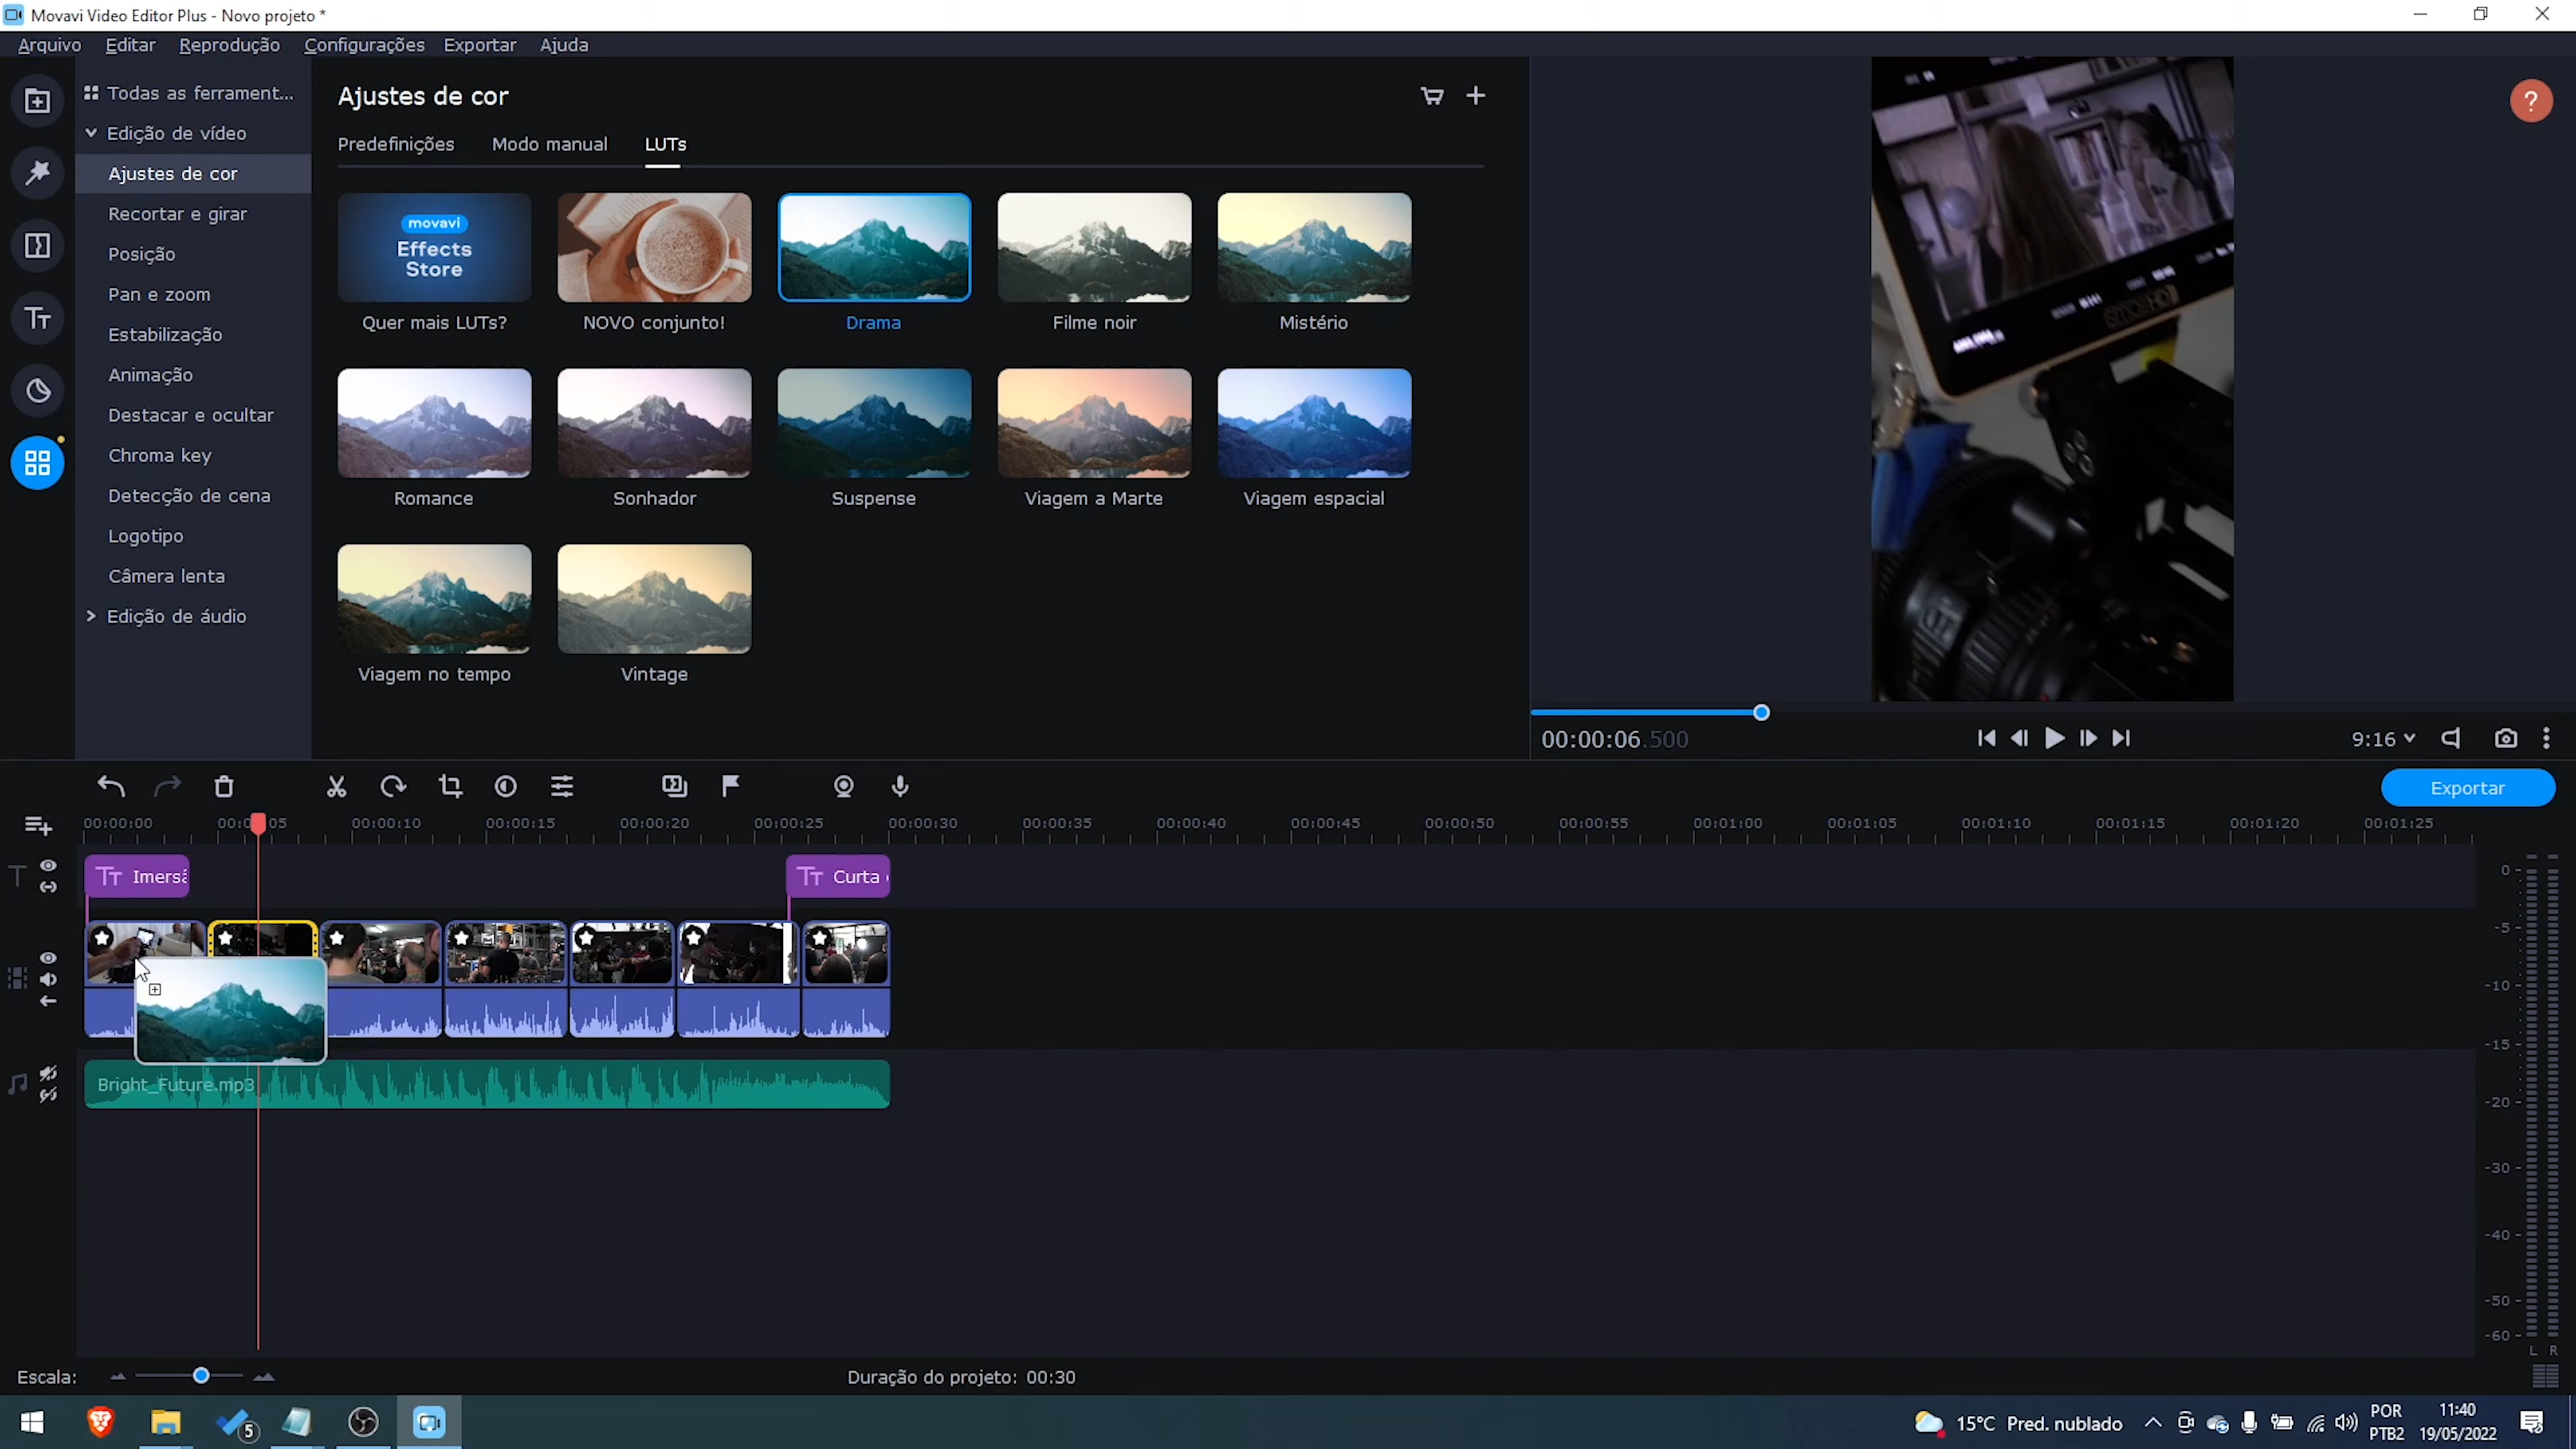 Movavi Video Editor Plus - Novo projeto *
Arquivo Editar Reprodução Configurações Exportar Ajuda
Todas as ferrament...
Edição de vídeo
Ajustes de cor
Recortar e girar
Posição
Pan e zoom
Estabilização
Animação
Destacar e ocultar
Chroma key
Detecção de cena
Logotipo
Câmera lenta
Edição de áudio
Ajustes de cor
Predefinições Modo manual LUTs
movavi
Effects
Store
Quer mais LUTs? NOVO conjunto! Drama Filme noir Mistério
Romance Sonhador Suspense Viagem a Marte Viagem espacial
Viagem no tempo Vintage
?
00:00:06.500
9:16
Exportar
00:00:00 00:00:05 00:00:10 00:00:15 00:00:20 00:00:25 00:00:30 00:00:35 00:00:40 00:00:45 00:00:50 00:00:55 00:01:00 00:01:05 00:01:10 00:01:15 00:01:20 00:01:25
Imersã
Curta
Bright_Future.mp3
0
-5
-10
-15
-20
-30
-40
-50
-60
L R
Escala:
Duração do projeto: 00:30
5
15°C Pred. nublado
POR
PTB2
11:40
19/05/2022